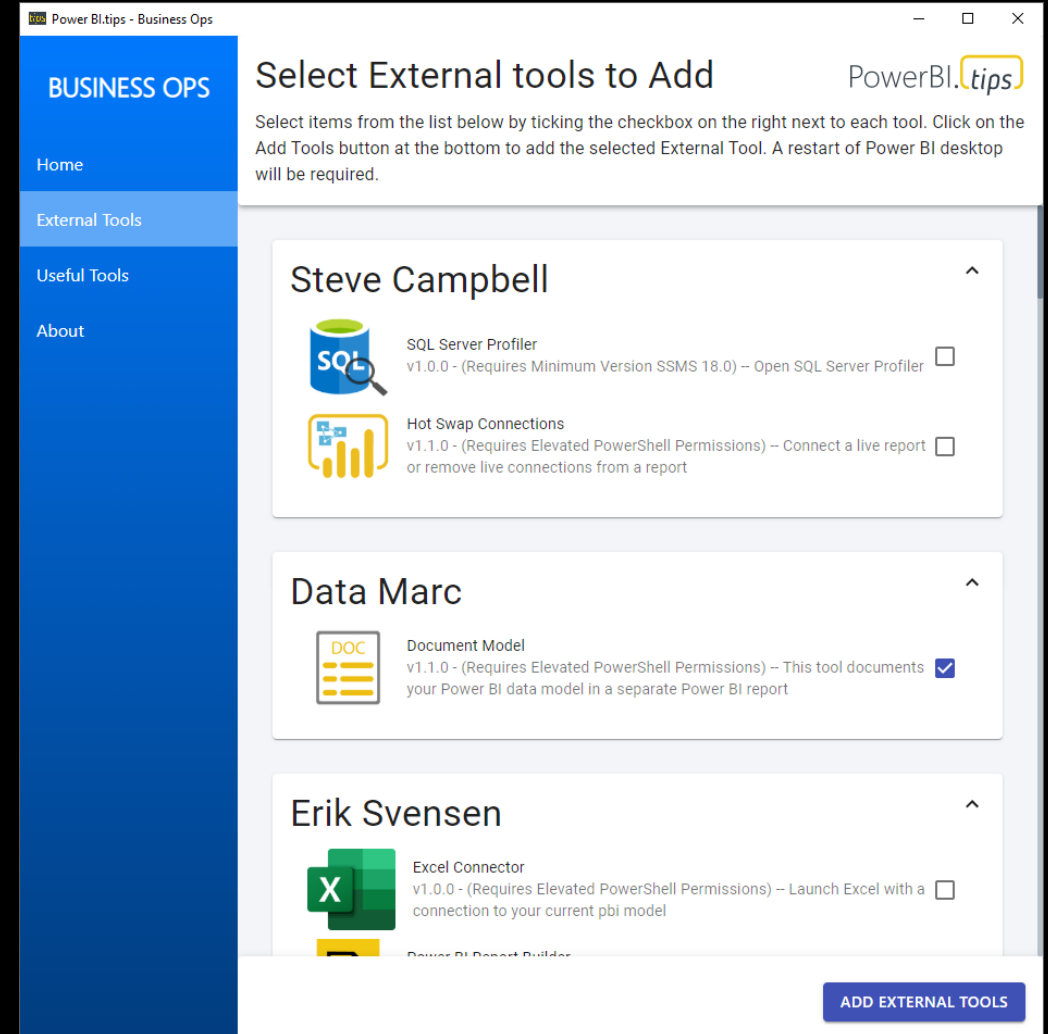 Power BI.tips - Business Ops
BUSINESS OPS
Home
External Tools
Useful Tools
About
Select External tools to Add
PowerBI.tips
Select items from the list below by ticking the checkbox on the right next to each tool. Click on the
Add Tools button at the bottom to add the selected External Tool. A restart of Power BI desktop
will be required.
Steve Campbell
SQL
SQL Server Profiler
v1.0.0 - (Requires Minimum Version SSMS 18.0) -- Open SQL Server Profiler
Hot Swap Connections
v1.1.0 - (Requires Elevated PowerShell Permissions) -- Connect a live report
or remove live connections from a report
Data Marc
DOC
Document Model
v1.1.0 - (Requires Elevated PowerShell Permissions) -- This tool documents
your Power BI data model in a separate Power BI report
Erik Svensen
X
Excel Connector
v1.0.0 - (Requires Elevated PowerShell Permissions) -- Launch Excel with a
connection to your current pbi model
Power BI Report Builder
ADD EXTERNAL TOOLS